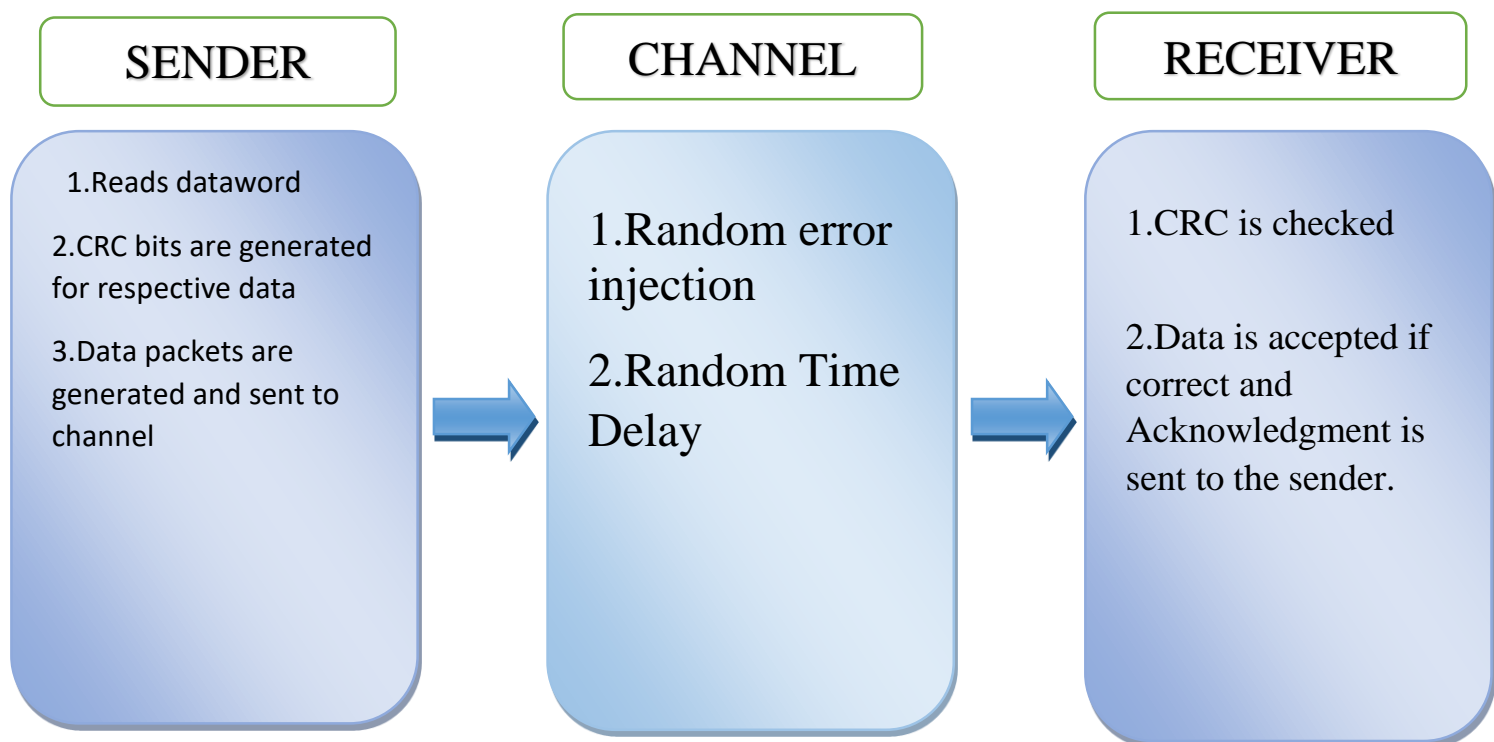 SENDER
1.Reads dataword
2.CRC bits are generated
for respective data
3.Data packets are
generated and sent to
channel
CHANNEL
1.Random error
injection
2.Random Time
Delay
RECEIVER
1.CRC is checked
2.Data is accepted if
correct and
Acknowledgment is
sent to the sender.